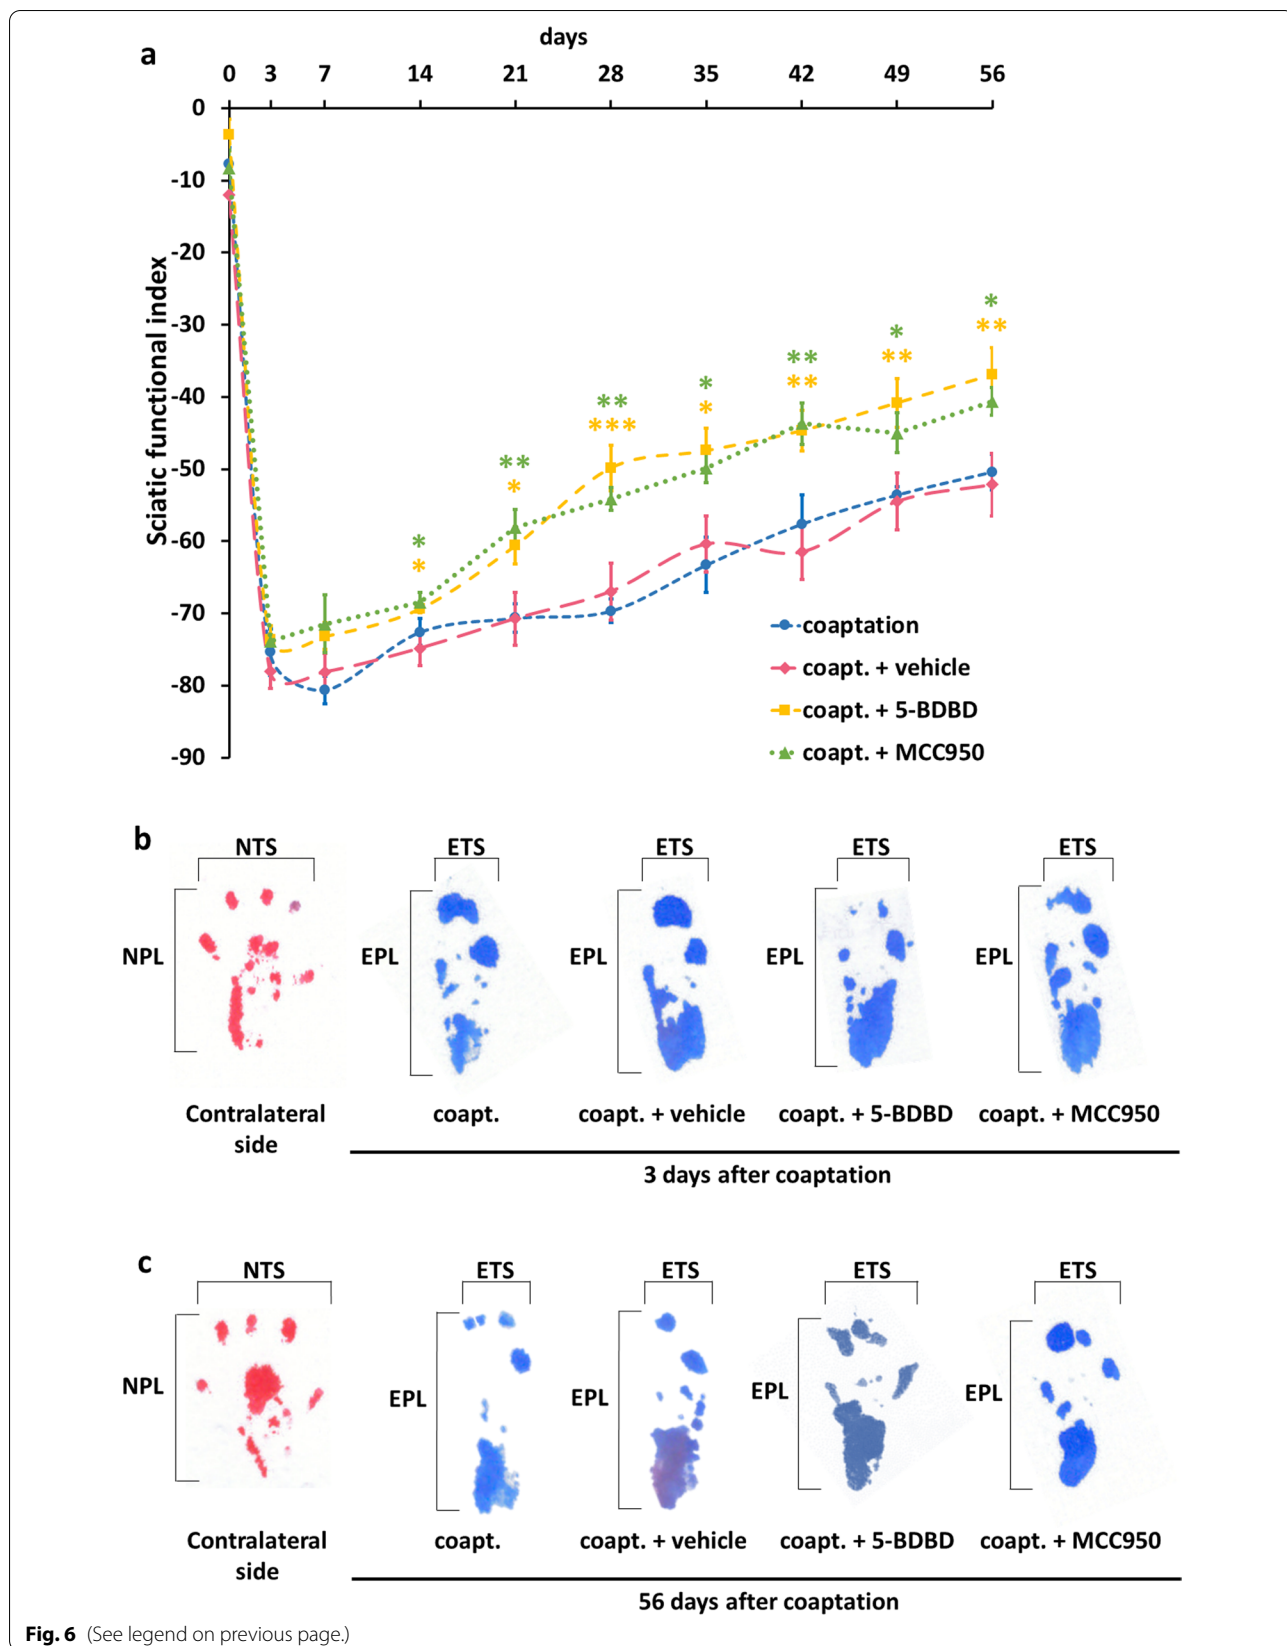 a
days
0 3 7 14 21 28 35 42 49 56
Sciatic functional index
0
-10
-20
-30
-40
-50
-60
-70
-80
-90
* *
** *
** ***
* *
** **
* **
* **
coaptation
coapt. + vehicle
coapt. + 5-BDBD
coapt. + MCC950
b
NTS ETS ETS ETS ETS
NPL EPL EPL EPL EPL
Contralateral side
coapt. coapt. + vehicle coapt. + 5-BDBD coapt. + MCC950
3 days after coaptation
c
NTS ETS ETS ETS ETS
NPL EPL EPL EPL EPL
Contralateral side
coapt. coapt. + vehicle coapt. + 5-BDBD coapt. + MCC950
56 days after coaptation
Fig. 6 (See legend on previous page.)